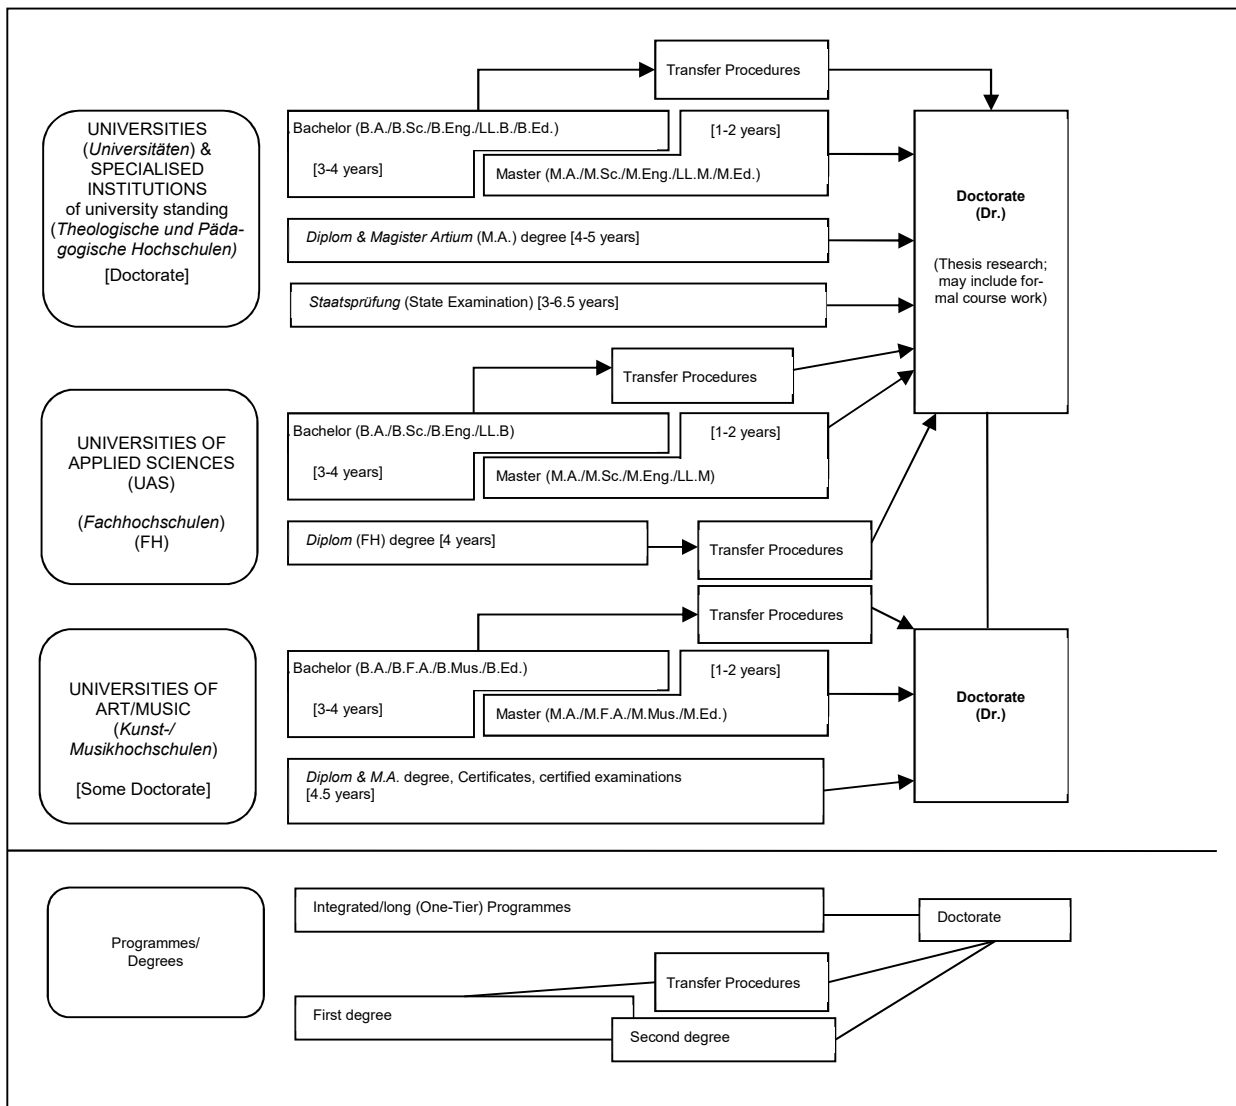 Transfer Procedures
UNIVERSITIES
(Universitäten) &
SPECIALISED
INSTITUTIONS
of university standing
(Theologische und Päda-
gogische Hochschulen)
[Doctorate]
. Bachelor (B.A./B.Sc./B.Eng./LL.B./B.Ed.)
[1-2 years]
[3-4 years]
Master (M.A./M.Sc./M.Eng./LL.M./M.Ed.)
Diplom & Magister Artium (M.A.) degree [4-5 years]
Staatsprüfung (State Examination) [3-6.5 years]
Doctorate
(Dr.)
(Thesis research;
may include for-
mal course work)
Transfer Procedures
UNIVERSITIES OF
APPLIED SCIENCES
(UAS)
(Fachhochschulen)
(FH)
. Bachelor (B.A./B.Sc./B.Eng./LL.B)
[1-2 years]
[3-4 years]
Master (M.A./M.Sc./M.Eng./LL.M)
Diplom (FH) degree [4 years]
Transfer Procedures
Transfer Procedures
UNIVERSITIES OF
ART/MUSIC
(Kunst-/
Musikhochschulen)
[Some Doctorate]
. Bachelor (B.A./B.F.A./B.Mus./B.Ed.)
[1-2 years]
[3-4 years]
Master (M.A./M.F.A./M.Mus./M.Ed.)
Diplom & M.A. degree, Certificates, certified examinations
[4.5 years]
Doctorate
(Dr.)
Programmes/
Degrees
Integrated/long (One-Tier) Programmes
Doctorate
Transfer Procedures
First degree
Second degree